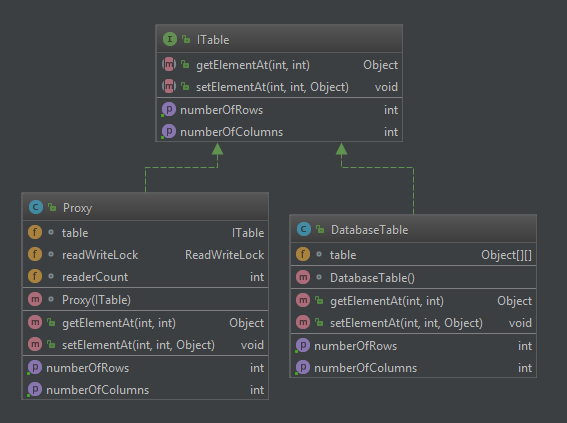 I ITable
m getElementAt(int, int) Object
m setElementAt(int, int, Object) void
p numberOfRows int
p numberOfColumns int
C Proxy
f table ITable
f readWriteLock ReadWriteLock
f readerCount int
m Proxy(ITable)
m getElementAt(int, int) Object
m setElementAt(int, int, Object) void
p numberOfRows int
p numberOfColumns int
C DatabaseTable
f table Object[][]
m DatabaseTable()
m getElementAt(int, int) Object
m setElementAt(int, int, Object) void
p numberOfRows int
p numberOfColumns int